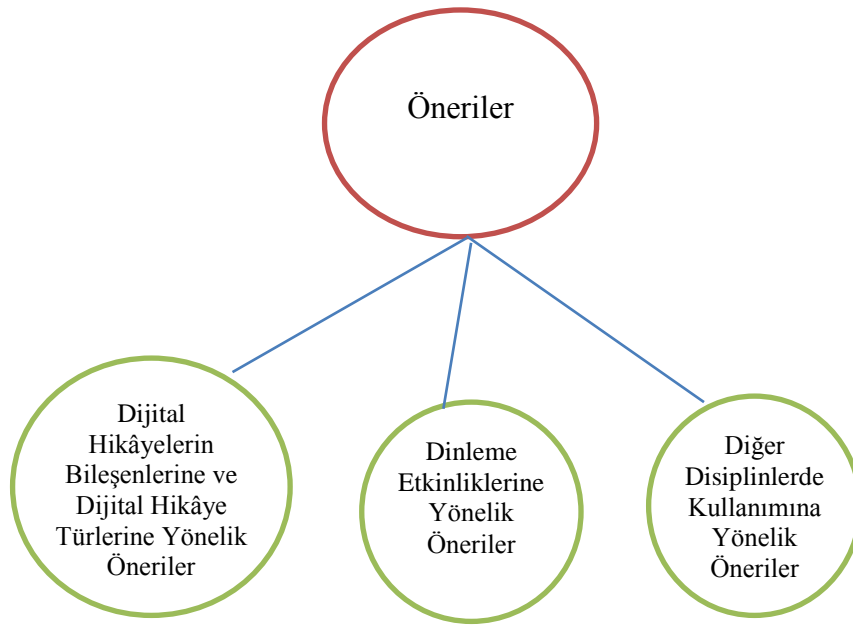 Öneriler
Dijital
Hikâyelerin
Bileşenlerine ve
Dijital Hikâye
Türlerine Yönelik
Öneriler
Dinleme
Etkinliklerine
Yönelik
Öneriler
Diğer
Disiplinlerde
Kullanımına
Yönelik
Öneriler